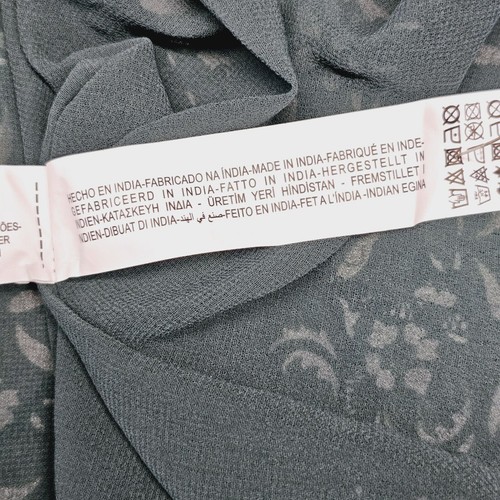 HECHO EN INDIA-FABRICADO NA ÍNDIA-MADE IN INDIA-FABRIQUÉ EN INDE-
GEFABRICEERD IN INDIA-FATTO IN INDIA-HERGESTELLT IN
INDIEN-ΚΑΤΑΣΚΕΥΗ ΙΝΔΙΑ - ÜRETİM YERİ HİNDİSTAN - FREMSTILLET I
INDIEN-DIBUAT DI INDIA-صنع في الهند-FEITO EN INDIA-FET A L'ÍNDIA-INDIAN EGINA
ÕES-
ER